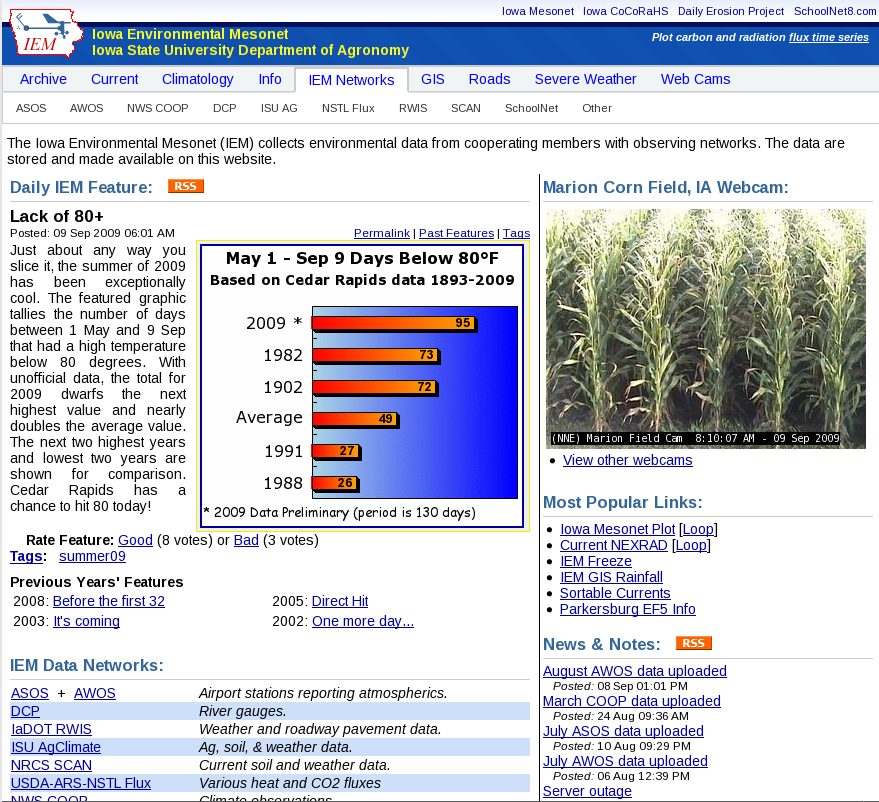 Iowa Mesonet Iowa CoCoRaHS Daily Erosion Project SchoolNet8.com
IEM
Iowa Environmental Mesonet
Iowa State University Department of Agronomy
Plot carbon and radiation flux time series
Archive Current Climatology Info IEM Networks GIS Roads Severe Weather Web Cams
ASOS AWOS NWS COOP DCP ISU AG NSTL Flux RWIS SCAN SchoolNet Other
The Iowa Environmental Mesonet (IEM) collects environmental data from cooperating members with observing networks. The data are
stored and made available on this website.
Daily IEM Feature: RSS
Lack of 80+
Posted: 09 Sep 2009 06:01 AM
Permalink | Past Features | Tags
Just about any way you
slice it, the summer of 2009
has been exceptionally
cool. The featured graphic
tallies the number of days
between 1 May and 9 Sep
that had a high temperature
below 80 degrees. With
unofficial data, the total for
2009 dwarfs the next
highest value and nearly
doubles the average value.
The next two highest years
and lowest two years are
shown for comparison.
Cedar Rapids has a
chance to hit 80 today!
May 1 - Sep 9 Days Below 80ºF
Based on Cedar Rapids data 1893-2009
2009 * 95
1982 73
1902 72
Average 49
1991 27
1988 26
* 2009 Data Preliminary (period is 130 days)
Rate Feature: Good (8 votes) or Bad (3 votes)
Tags: summer09
Previous Years' Features
2008: Before the first 32 2005: Direct Hit
2003: It's coming 2002: One more day...
IEM Data Networks:
ASOS + AWOS Airport stations reporting atmospherics.
DCP River gauges.
IaDOT RWIS Weather and roadway pavement data.
ISU AgClimate Ag, soil, & weather data.
NRCS SCAN Current soil and weather data.
USDA-ARS-NSTL Flux Various heat and CO2 fluxes
NWS COOP Climate observations
Marion Corn Field, IA Webcam:
(NNE) Marion Field Cam 8:10:07 AM - 09 Sep 2009
View other webcams
Most Popular Links:
Iowa Mesonet Plot [Loop]
Current NEXRAD [Loop]
IEM Freeze
IEM GIS Rainfall
Sortable Currents
Parkersburg EF5 Info
News & Notes: RSS
August AWOS data uploaded
Posted: 08 Sep 01:01 PM
March COOP data uploaded
Posted: 24 Aug 09:36 AM
July ASOS data uploaded
Posted: 10 Aug 09:29 PM
July AWOS data uploaded
Posted: 06 Aug 12:39 PM
Server outage